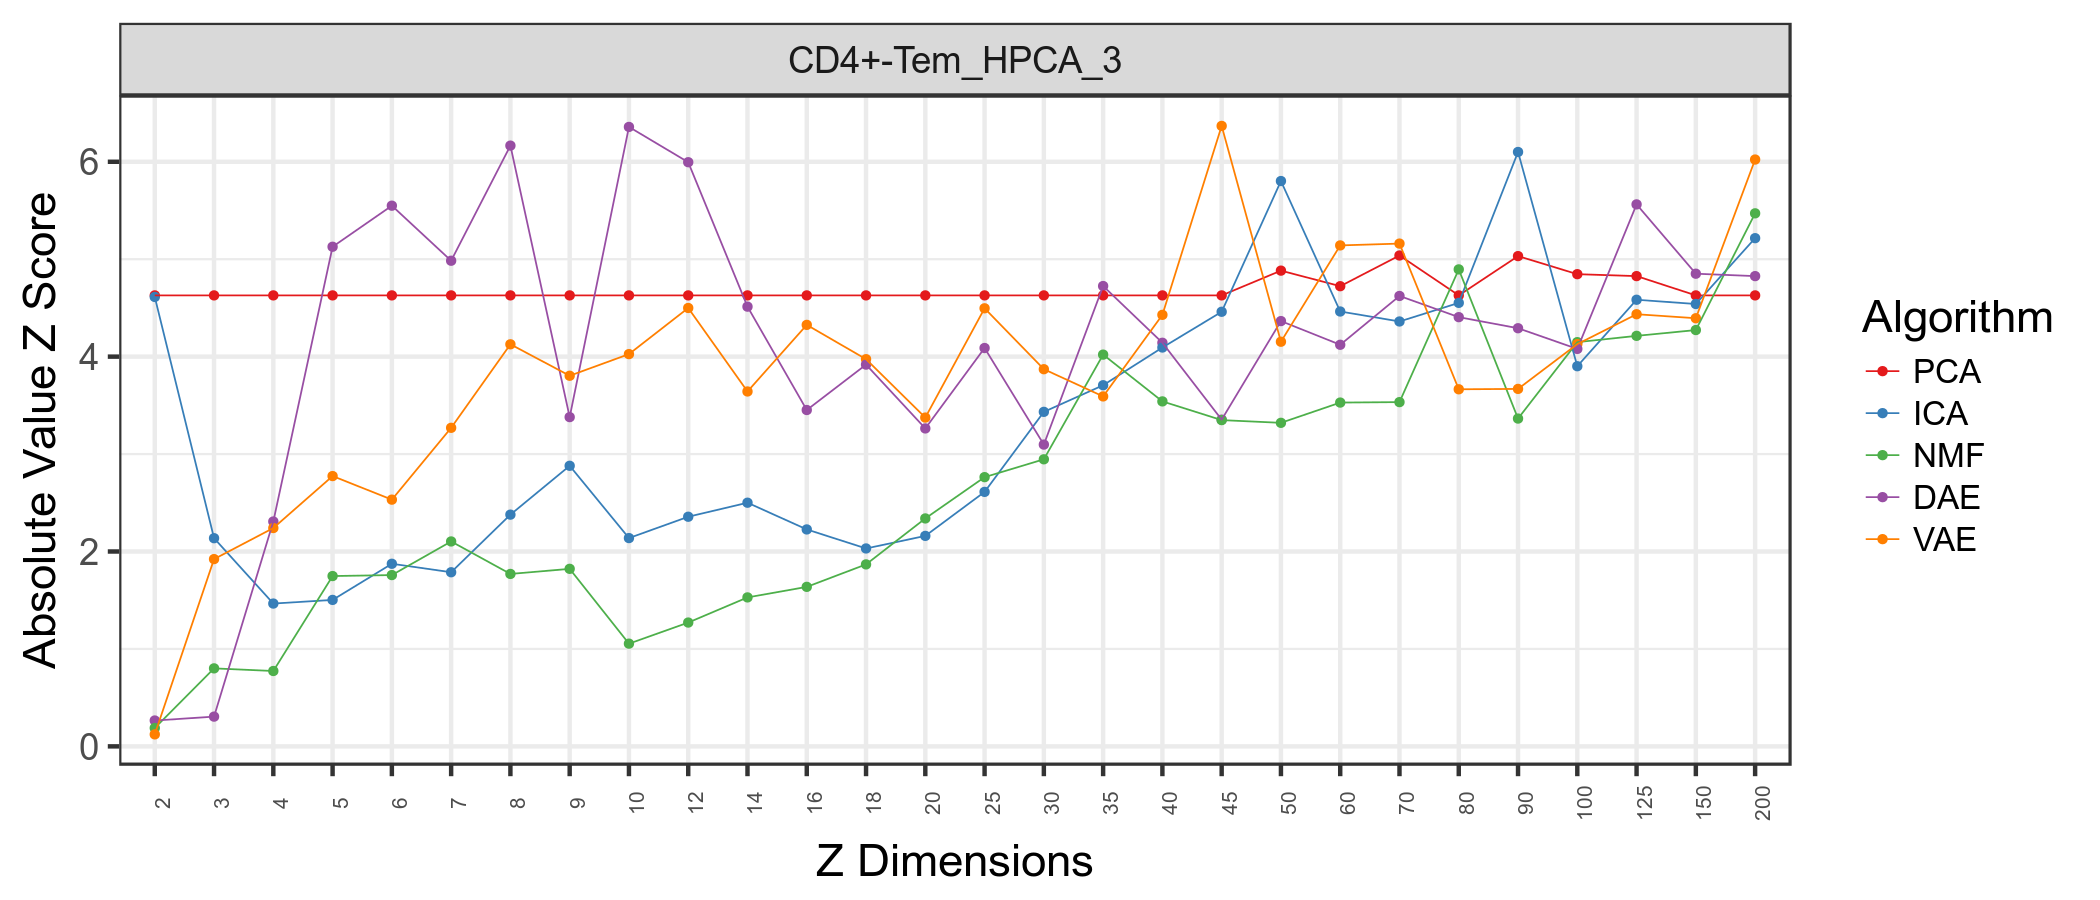 CD4+-Tem_HPCA_3
Absolute Value Z Score
6
4
2
0
2 3 4 5 6 7 8 9 10 12 14 16 18 20 25 30 35 40 45 50 60 70 80 90 100 125 150 200
Z Dimensions
Algorithm
PCA
ICA
NMF
DAE
VAE